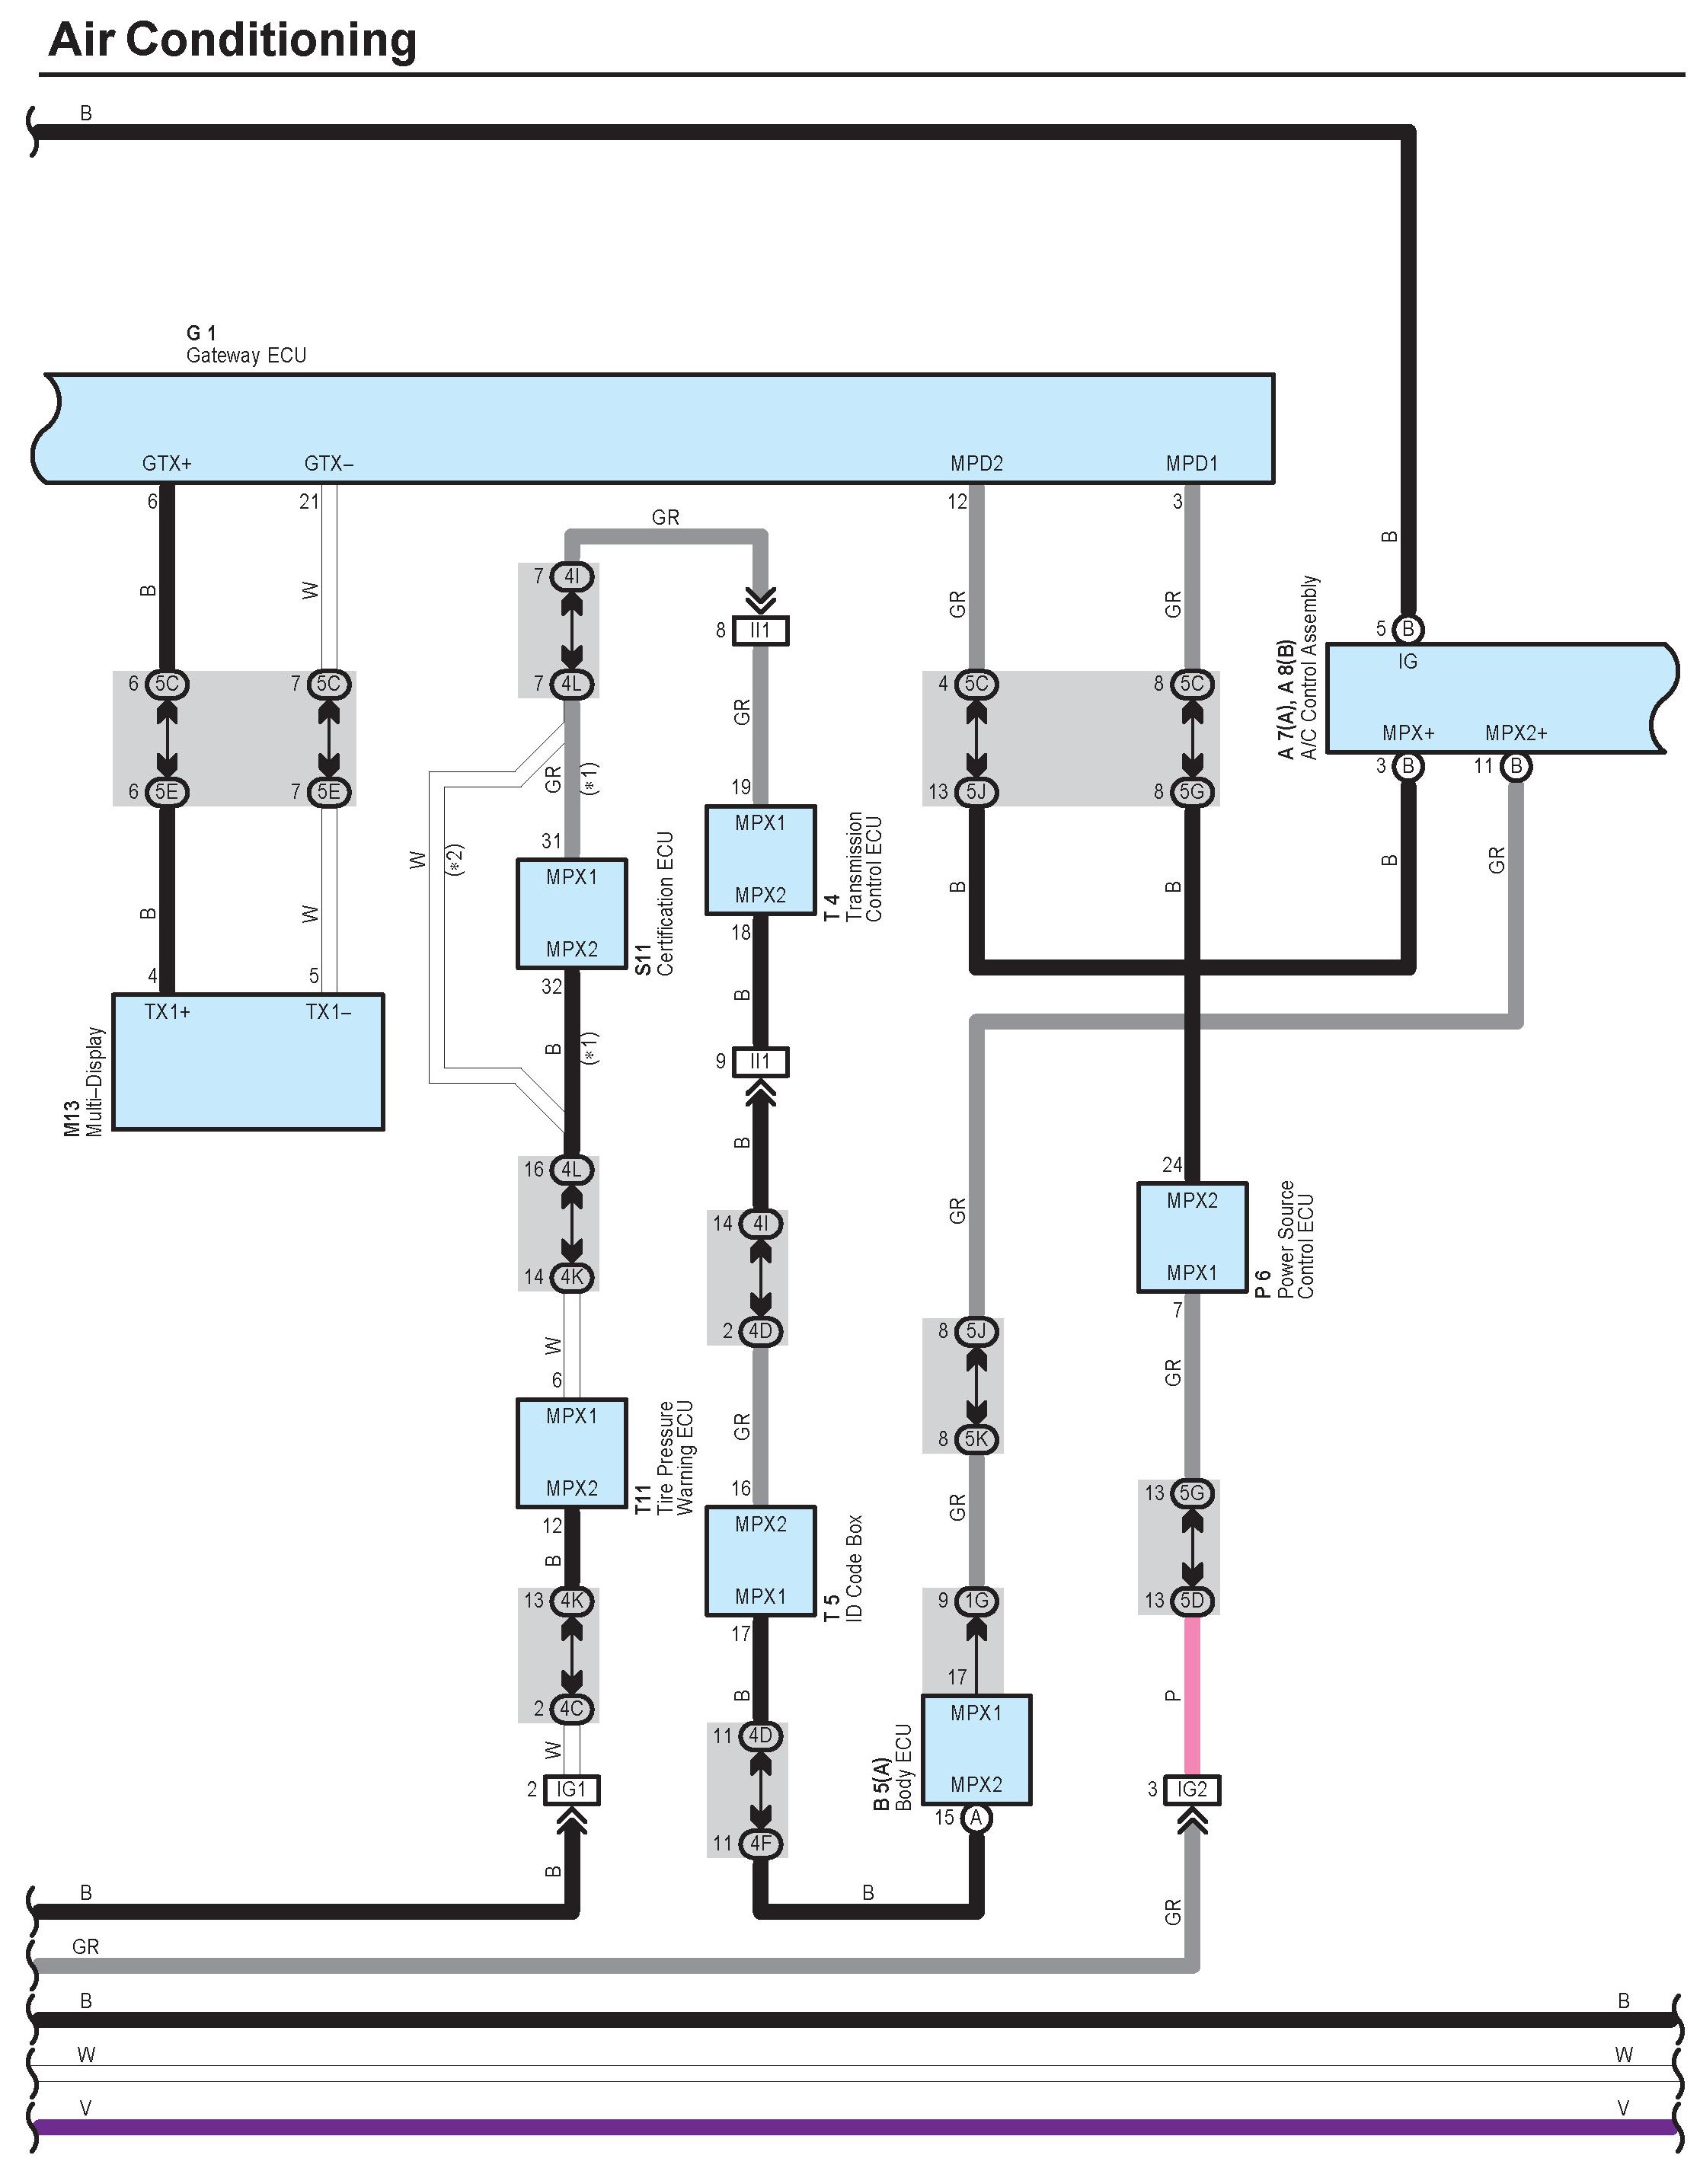 Air Conditioning
B
G 1
Gateway ECU
GTX+ GTX– MPD2 MPD1
6 21 12 3
GR
B
B W GR GR
7 4I
8 II1
5 B
IG
A 7(A), A 8(B)
A/C Control Assembly
6 5C 7 5C
7 4L
4 5C 8 5C
GR
MPX+ MPX2+
3 B 11 B
6 5E 7 5E
GR (∗1)
19
13 5J 8 5G
MPX1
MPX2
T 4
Transmission
Control ECU
31
MPX1
MPX2
S11
Certification ECU
W (∗2)
B W
B B B GR
18
4 5
TX1+ TX1–
M13
Multi–Display
32
B (∗1)
B
9 II1
B
16 4L
14 4K
14 4I
2 4D
24
MPX2
MPX1
P 6
Power Source
Control ECU
GR
7
W
6
MPX1
MPX2
T11
Tire Pressure
Warning ECU
8 5J
8 5K
GR
GR
16
MPX2
MPX1
T 5
ID Code Box
GR
12
B
13 5G
13 5D
13 4K
2 4C
17
B
9 1G
17
MPX1
MPX2
B 5(A)
Body ECU
P
W
11 4D
11 4F
2 IG1
15 A
3 IG2
B
B
B
GR
GR
B B
W W
V V